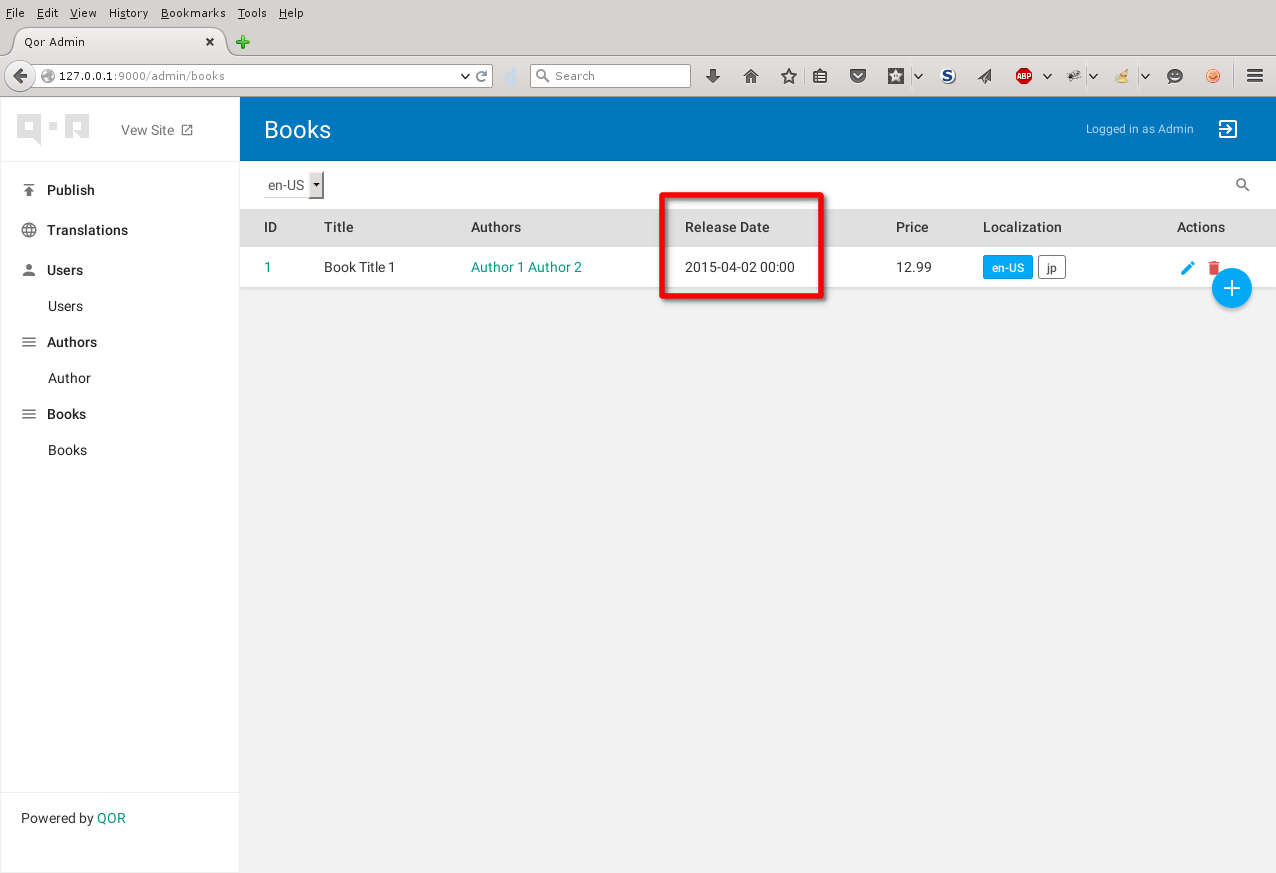 File Edit View History Bookmarks Tools Help
Qor Admin
127.0.0.1:9000/admin/books
Search
S
ABP
Vew Site
Books
Logged in as Admin
Publish
Translations
Users
Users
Authors
Author
Books
Books
en-US
ID Title Authors Release Date Price Localization Actions
1 Book Title 1 Author 1 Author 2 2015-04-02 00:00 12.99 en-US jp
Powered by QOR